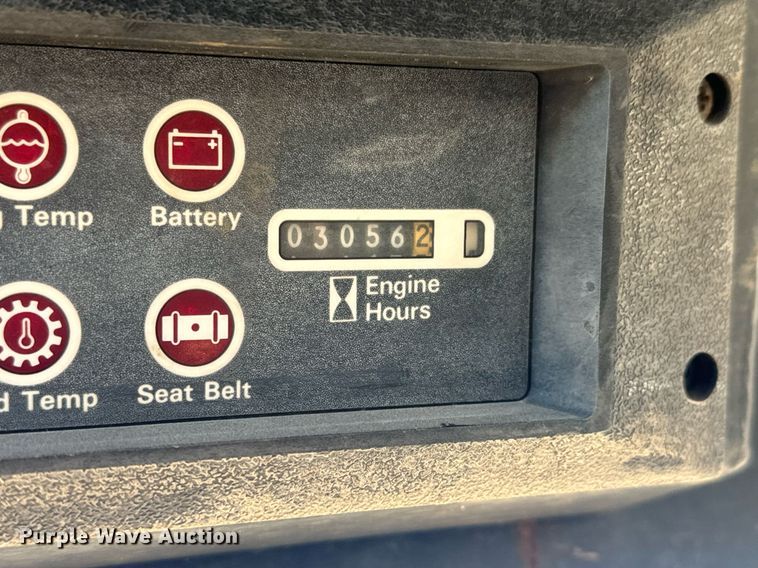 g Temp
Battery
030562
Engine
Hours
d Temp
Seat Belt
Purple Wave Auction